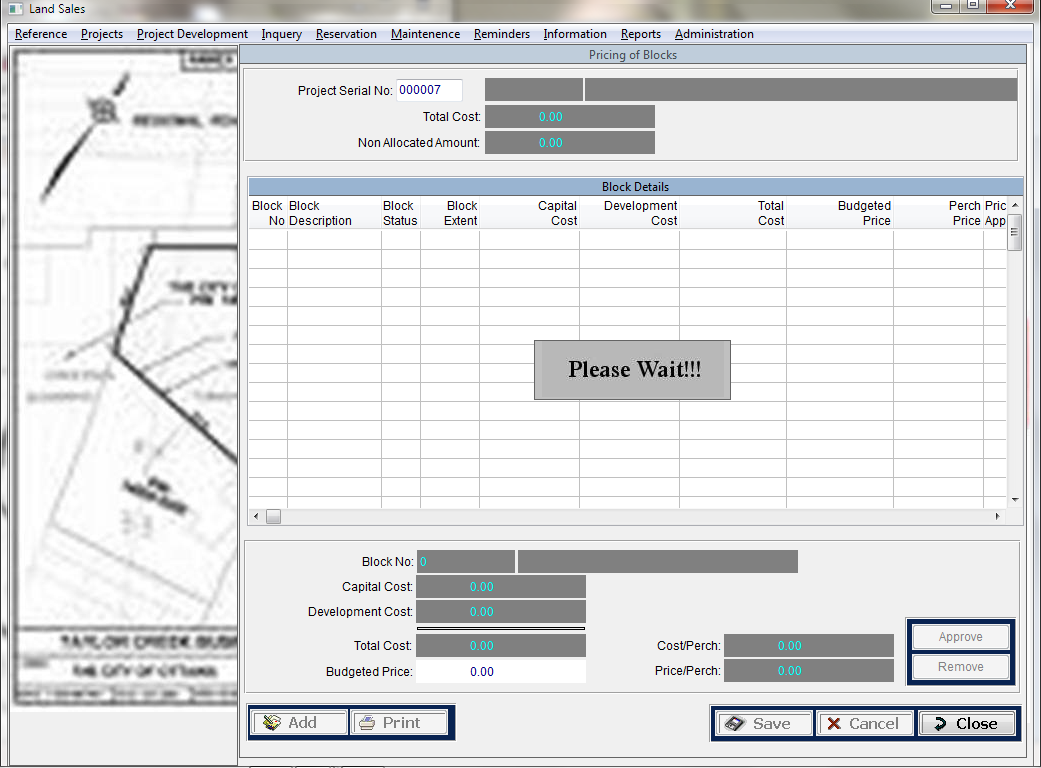 Land Sales
Reference Projects Project Development Inquery Reservation Maintenence Reminders Information Reports Administration
Pricing of Blocks
Project Serial No: 000007
Total Cost: 0.00
Non Allocated Amount: 0.00
Block Details
Block Block Block Block Capital Development Total Budgeted Perch Pric
No Description Status Extent Cost Cost Cost Price Price App
Please Wait!!!
Block No: 0
Capital Cost: 0.00
Development Cost: 0.00
Total Cost: 0.00 Cost/Perch: 0.00
Budgeted Price: 0.00 Price/Perch: 0.00
Approve
Remove
Add Print Save Cancel Close
TAYLOR CREEK BUSI
THE CITY OF OTTAWA